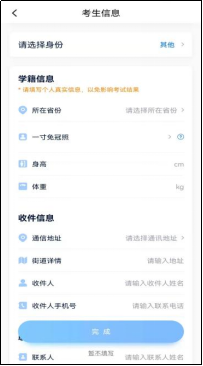 考生信息
请选择身份 其他 >
学籍信息
* 请填写个人真实信息，以免影响考试结果
所在省份 请选择所在省份 >
一寸免冠照 > ?
身高 cm
体重 kg
收件信息
通信地址 请选择通讯地址 >
街道详情 请输入地址
收件人 请输入收件人姓名
收件人手机号 请输入联系电话
完成
暂不填写
联系人 请输入联系人姓名